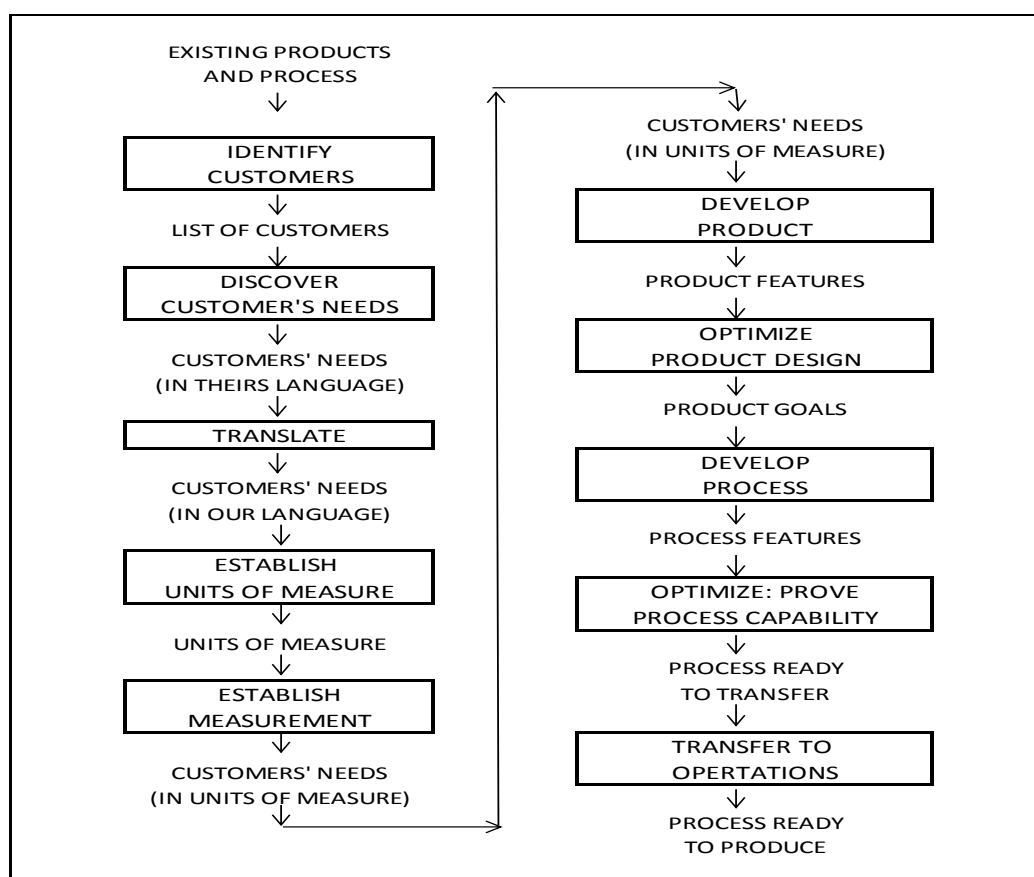 EXISTING PRODUCTS
AND PROCESS
IDENTIFY
CUSTOMERS
LIST OF CUSTOMERS
DISCOVER
CUSTOMER'S NEEDS
CUSTOMERS' NEEDS
(IN THEIRS LANGUAGE)
TRANSLATE
CUSTOMERS' NEEDS
(IN OUR LANGUAGE)
ESTABLISH
UNITS OF MEASURE
UNITS OF MEASURE
ESTABLISH
MEASUREMENT
CUSTOMERS' NEEDS
(IN UNITS OF MEASURE)
CUSTOMERS' NEEDS
(IN UNITS OF MEASURE)
DEVELOP
PRODUCT
PRODUCT FEATURES
OPTIMIZE
PRODUCT DESIGN
PRODUCT GOALS
DEVELOP
PROCESS
PROCESS FEATURES
OPTIMIZE: PROVE
PROCESS CAPABILITY
PROCESS READY
TO TRANSFER
TRANSFER TO
OPERTATIONS
PROCESS READY
TO PRODUCE